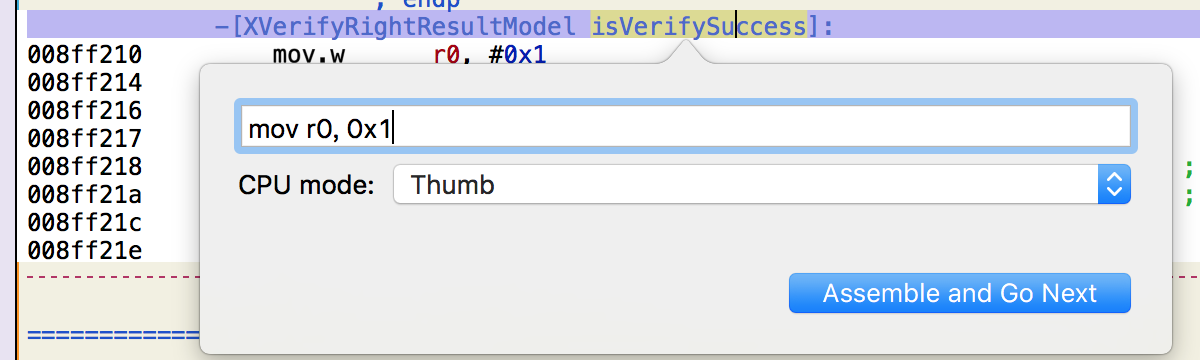 ; endp
-[XVerifyRightResultModel isVerifySuccess]:
008ff210 mov.w r0, #0x1
008ff214
008ff216
008ff217
008ff218 ;
008ff21a ;
008ff21c
008ff21e
mov r0, 0x1
CPU mode: Thumb
Assemble and Go Next
============